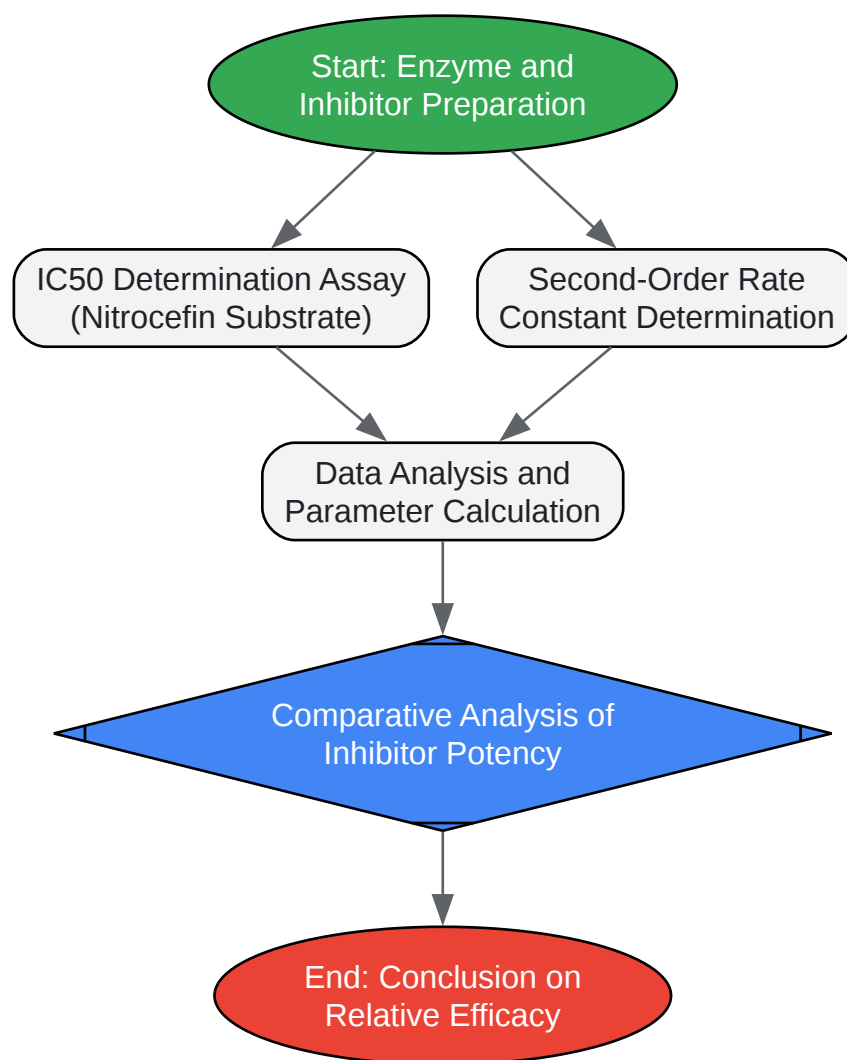 Start: Enzyme and
Inhibitor Preparation
IC50 Determination Assay
(Nitrocefin Substrate)
Second-Order Rate
Constant Determination
Data Analysis and
Parameter Calculation
Comparative Analysis of
Inhibitor Potency
End: Conclusion on
Relative Efficacy